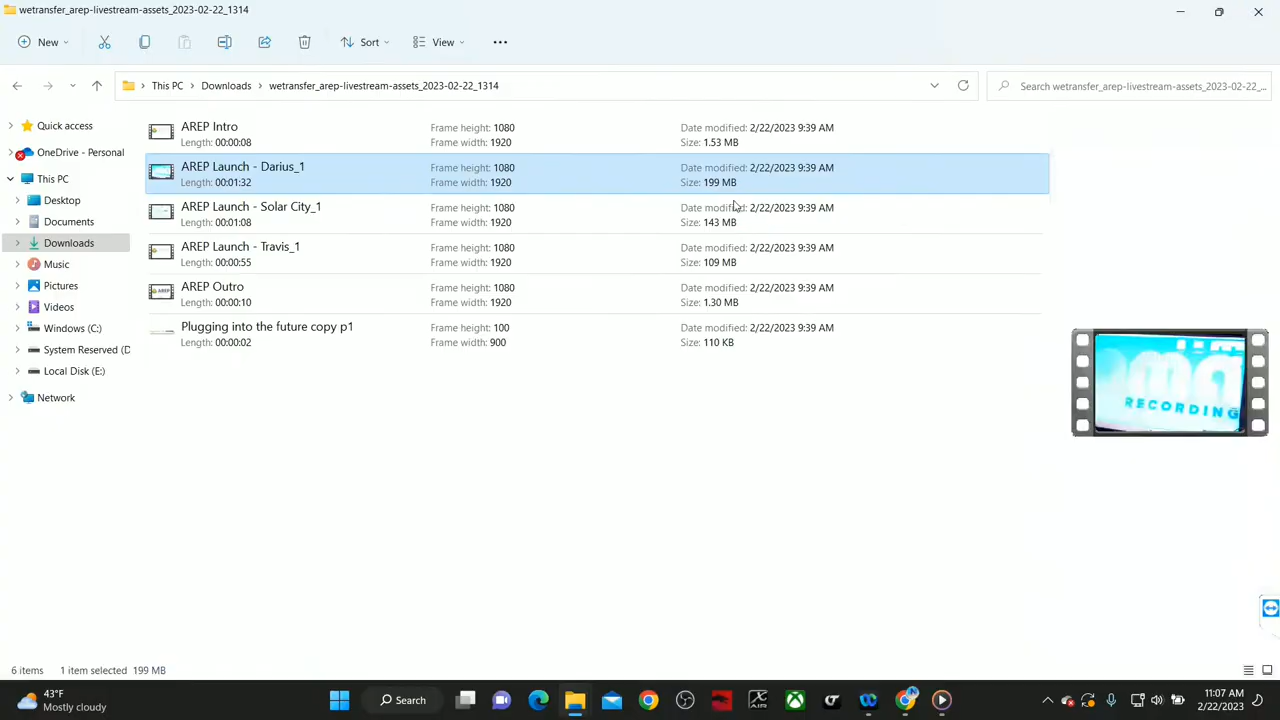 wetransfer_arep-livestream-assets_2023-02-22_1314
New
Sort
View
This PC > Downloads > wetransfer_arep-livestream-assets_2023-02-22_1314
Search wetransfer_arep-livestream-assets_2023-02-22_...
Quick access
OneDrive - Personal
This PC
Desktop
Documents
Downloads
Music
Pictures
Videos
Windows (C:)
System Reserved (D
Local Disk (E:)
Network
AREP Intro Frame height: 1080 Date modified: 2/22/2023 9:39 AM
Length: 00:00:08 Frame width: 1920 Size: 1.53 MB
AREP Launch - Darius_1 Frame height: 1080 Date modified: 2/22/2023 9:39 AM
Length: 00:01:32 Frame width: 1920 Size: 199 MB
AREP Launch - Solar City_1 Frame height: 1080 Date modified: 2/22/2023 9:39 AM
Length: 00:01:08 Frame width: 1920 Size: 143 MB
AREP Launch - Travis_1 Frame height: 1080 Date modified: 2/22/2023 9:39 AM
Length: 00:00:55 Frame width: 1920 Size: 109 MB
AREP Outro Frame height: 1080 Date modified: 2/22/2023 9:39 AM
Length: 00:00:10 Frame width: 1920 Size: 1.30 MB
Plugging into the future copy p1 Frame height: 100 Date modified: 2/22/2023 9:39 AM
Length: 00:00:02 Frame width: 900 Size: 110 KB
RECORDING
6 items 1 item selected 199 MB
43°F
Mostly cloudy
Search
11:07 AM
2/22/2023